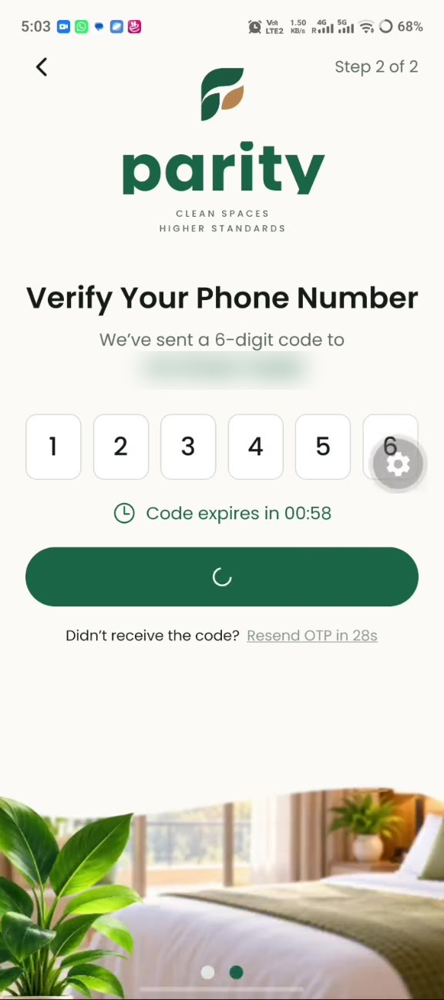 5:03
Vo)) LTE2 1.50 KB/s 4G R 5G 68%
Step 2 of 2
parity
CLEAN SPACES
HIGHER STANDARDS
Verify Your Phone Number
We've sent a 6-digit code to
1 2 3 4 5 6
Code expires in 00:58
Didn't receive the code? Resend OTP in 28s